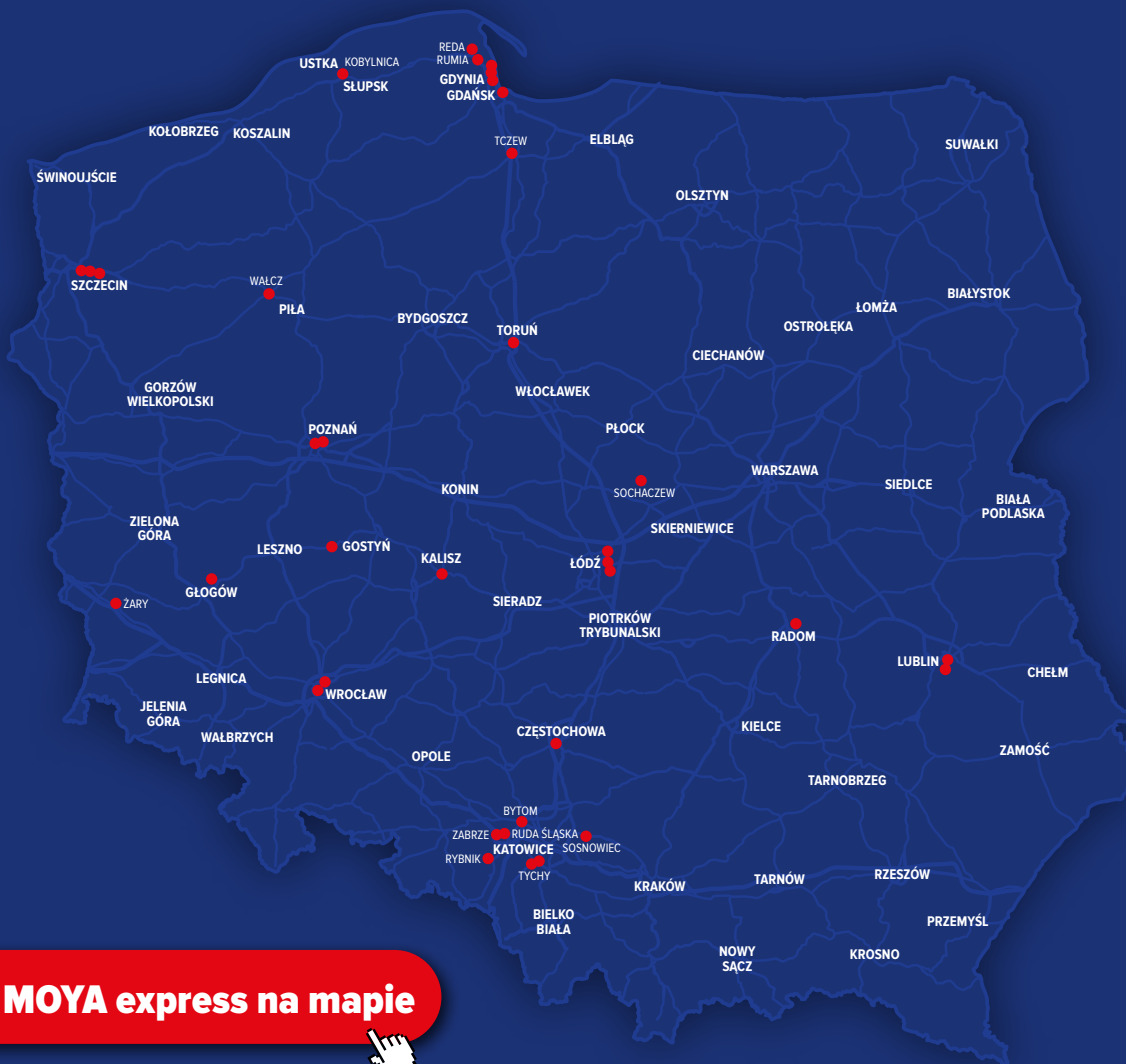 REDA
RUMIA
USTKA KOBYLNICA
GDYNIA
SŁUPSK
GDAŃSK
KOŁOBRZEG
KOSZALIN
TCZEW
ELBLĄG
SUWAŁKI
ŚWINOUJŚCIE
OLSZTYN
SZCZECIN
WAŁCZ
PIŁA
BYDGOSZCZ
TORUŃ
ŁOMŻA
BIAŁYSTOK
OSTROŁĘKA
CIECHANÓW
GORZÓW
WIELKOPOLSKI
WŁOCŁAWEK
POZNAŃ
PŁOCK
WARSZAWA
KONIN
SOCHACZEW
SIEDLCE
BIAŁA
PODLASKA
ZIELONA
GÓRA
SKIERNIEWICE
LESZNO
GOSTYŃ
KALISZ
ŁÓDŹ
GŁOGÓW
ŻARY
SIERADZ
PIOTRKÓW
TRYBUNALSKI
RADOM
LUBLIN
CHEŁM
LEGNICA
WROCŁAW
JELENIA
GÓRA
WAŁBRZYCH
CZĘSTOCHOWA
KIELCE
OPOLE
ZAMOŚĆ
TARNOBRZEG
BYTOM
ZABRZE
RUDA ŚLĄSKA
KATOWICE
SOSNOWIEC
RYBNIK
TYCHY
KRAKÓW
TARNÓW
RZESZÓW
BIELKO
BIAŁA
PRZEMYŚL
NOWY
SĄCZ
KROSNO
MOYA express na mapie